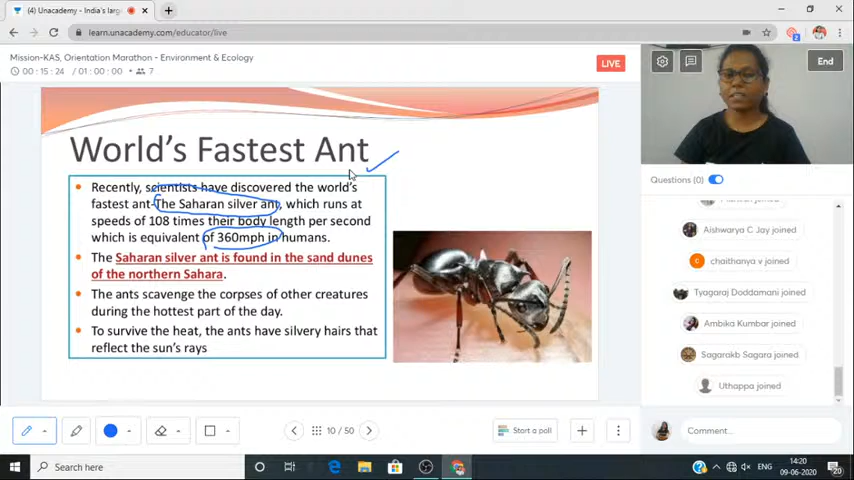 (4) Unacademy - India's larg
learn.unacademy.com/educator/live
Mission-KAS, Orientation Marathon - Environment & Ecology
00 : 15 : 24 / 01 : 00 : 00 • 7
LIVE
End
World's Fastest Ant
Recently, scientists have discovered the world's
fastest ant-The Saharan silver ant, which runs at
speeds of 108 times their body length per second
which is equivalent of 360mph in humans.
The Saharan silver ant is found in the sand dunes
of the northern Sahara.
The ants scavenge the corpses of other creatures
during the hottest part of the day.
To survive the heat, the ants have silvery hairs that
reflect the sun's rays
Questions (0)
Aishwarya C Jay joined
c
chaithanya v joined
Tyagaraj Doddamani joined
Ambika Kumbar joined
Sagarakb Sagara joined
Uthappa joined
10 / 50
Start a poll
Comment...
Search here
ENG
14:20
09-06-2020
20